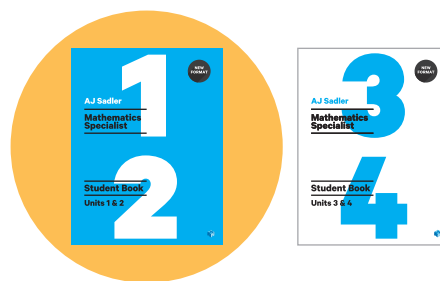 1
NEW
FORMAT
AJ Sadler
Mathematics
Specialist
2
Student Book
Units 1 & 2
3
NEW
FORMAT
AJ Sadler
Mathematics
Specialist
4
Student Book
Units 3 & 4